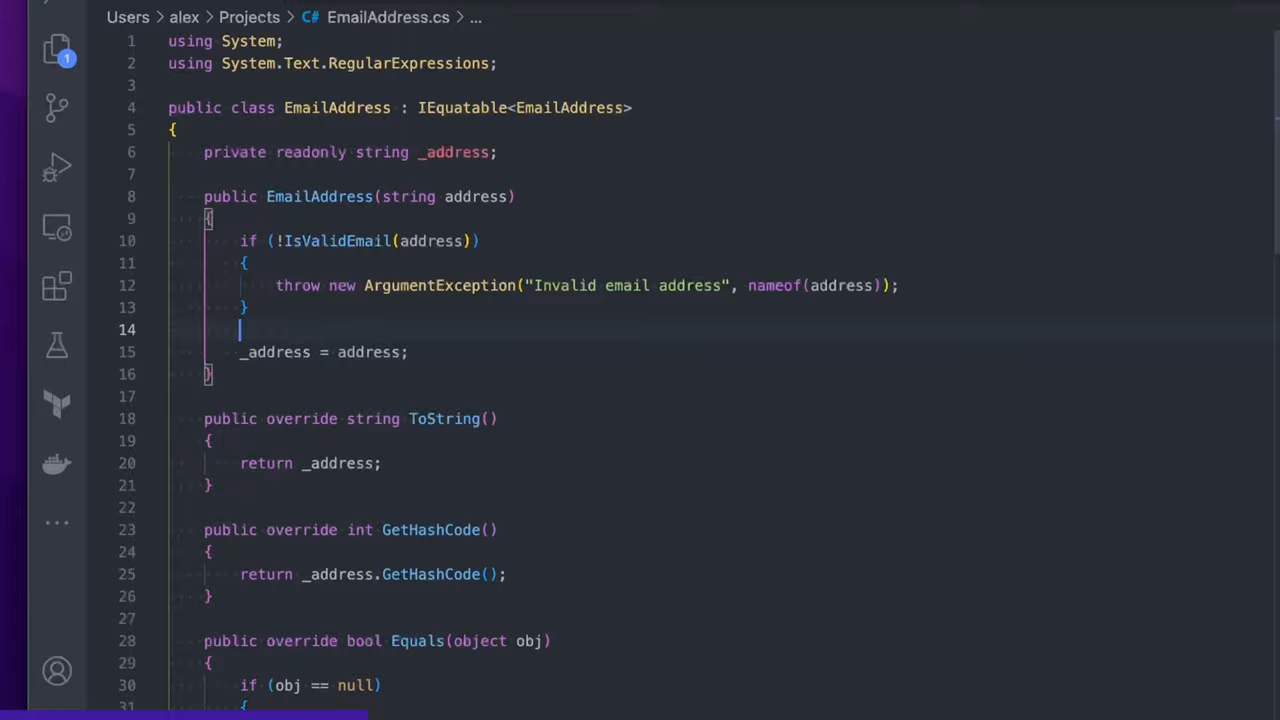 Users > alex > Projects > C# EmailAddress.cs > ...
1 using System;
1
2 using System.Text.RegularExpressions;
3
4 public class EmailAddress : IEquatable<EmailAddress>
5 {
6 private readonly string _address;
7
8 public EmailAddress(string address)
9 {
10 if (!IsValidEmail(address))
11 {
12 throw new ArgumentException("Invalid email address", nameof(address));
13 }
14
15 _address = address;
16 }
17
18 public override string ToString()
19 {
20 return _address;
21 }
22
23 public override int GetHashCode()
24 {
25 return _address.GetHashCode();
26 }
27
28 public override bool Equals(object obj)
29 {
30 if (obj == null)
31 {